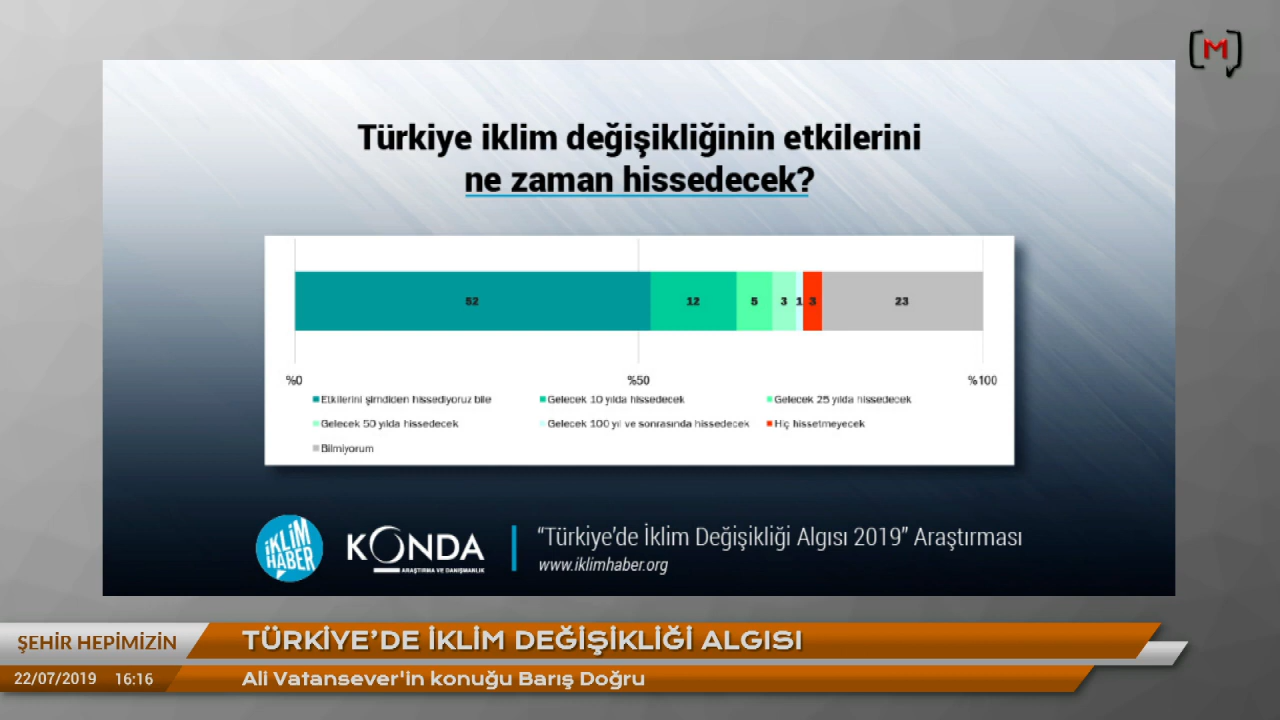 [M]
Türkiye iklim değişikliğinin etkilerini
ne zaman hissedecek?
52 12 5 3 1 3 23
%0 %50 %100
Etkilerini şimdiden hissediyoruz bile Gelecek 10 yılda hissedecek Gelecek 25 yılda hissedecek
Gelecek 50 yılda hissedecek Gelecek 100 yıl ve sonrasında hissedecek Hiç hissetmeyecek
Bilmiyorum
iKLiM
HABER
KONDA
ARAŞTIRMA VE DANIŞMANLIK
“Türkiye’de İklim Değişikliği Algısı 2019” Araştırması
www.iklimhaber.org
ŞEHİR HEPİMİZİN
TÜRKİYE’DE İKLİM DEĞİŞİKLİĞİ ALGISI
22/07/2019 16:16
Ali Vatansever'in konuğu Barış Doğru